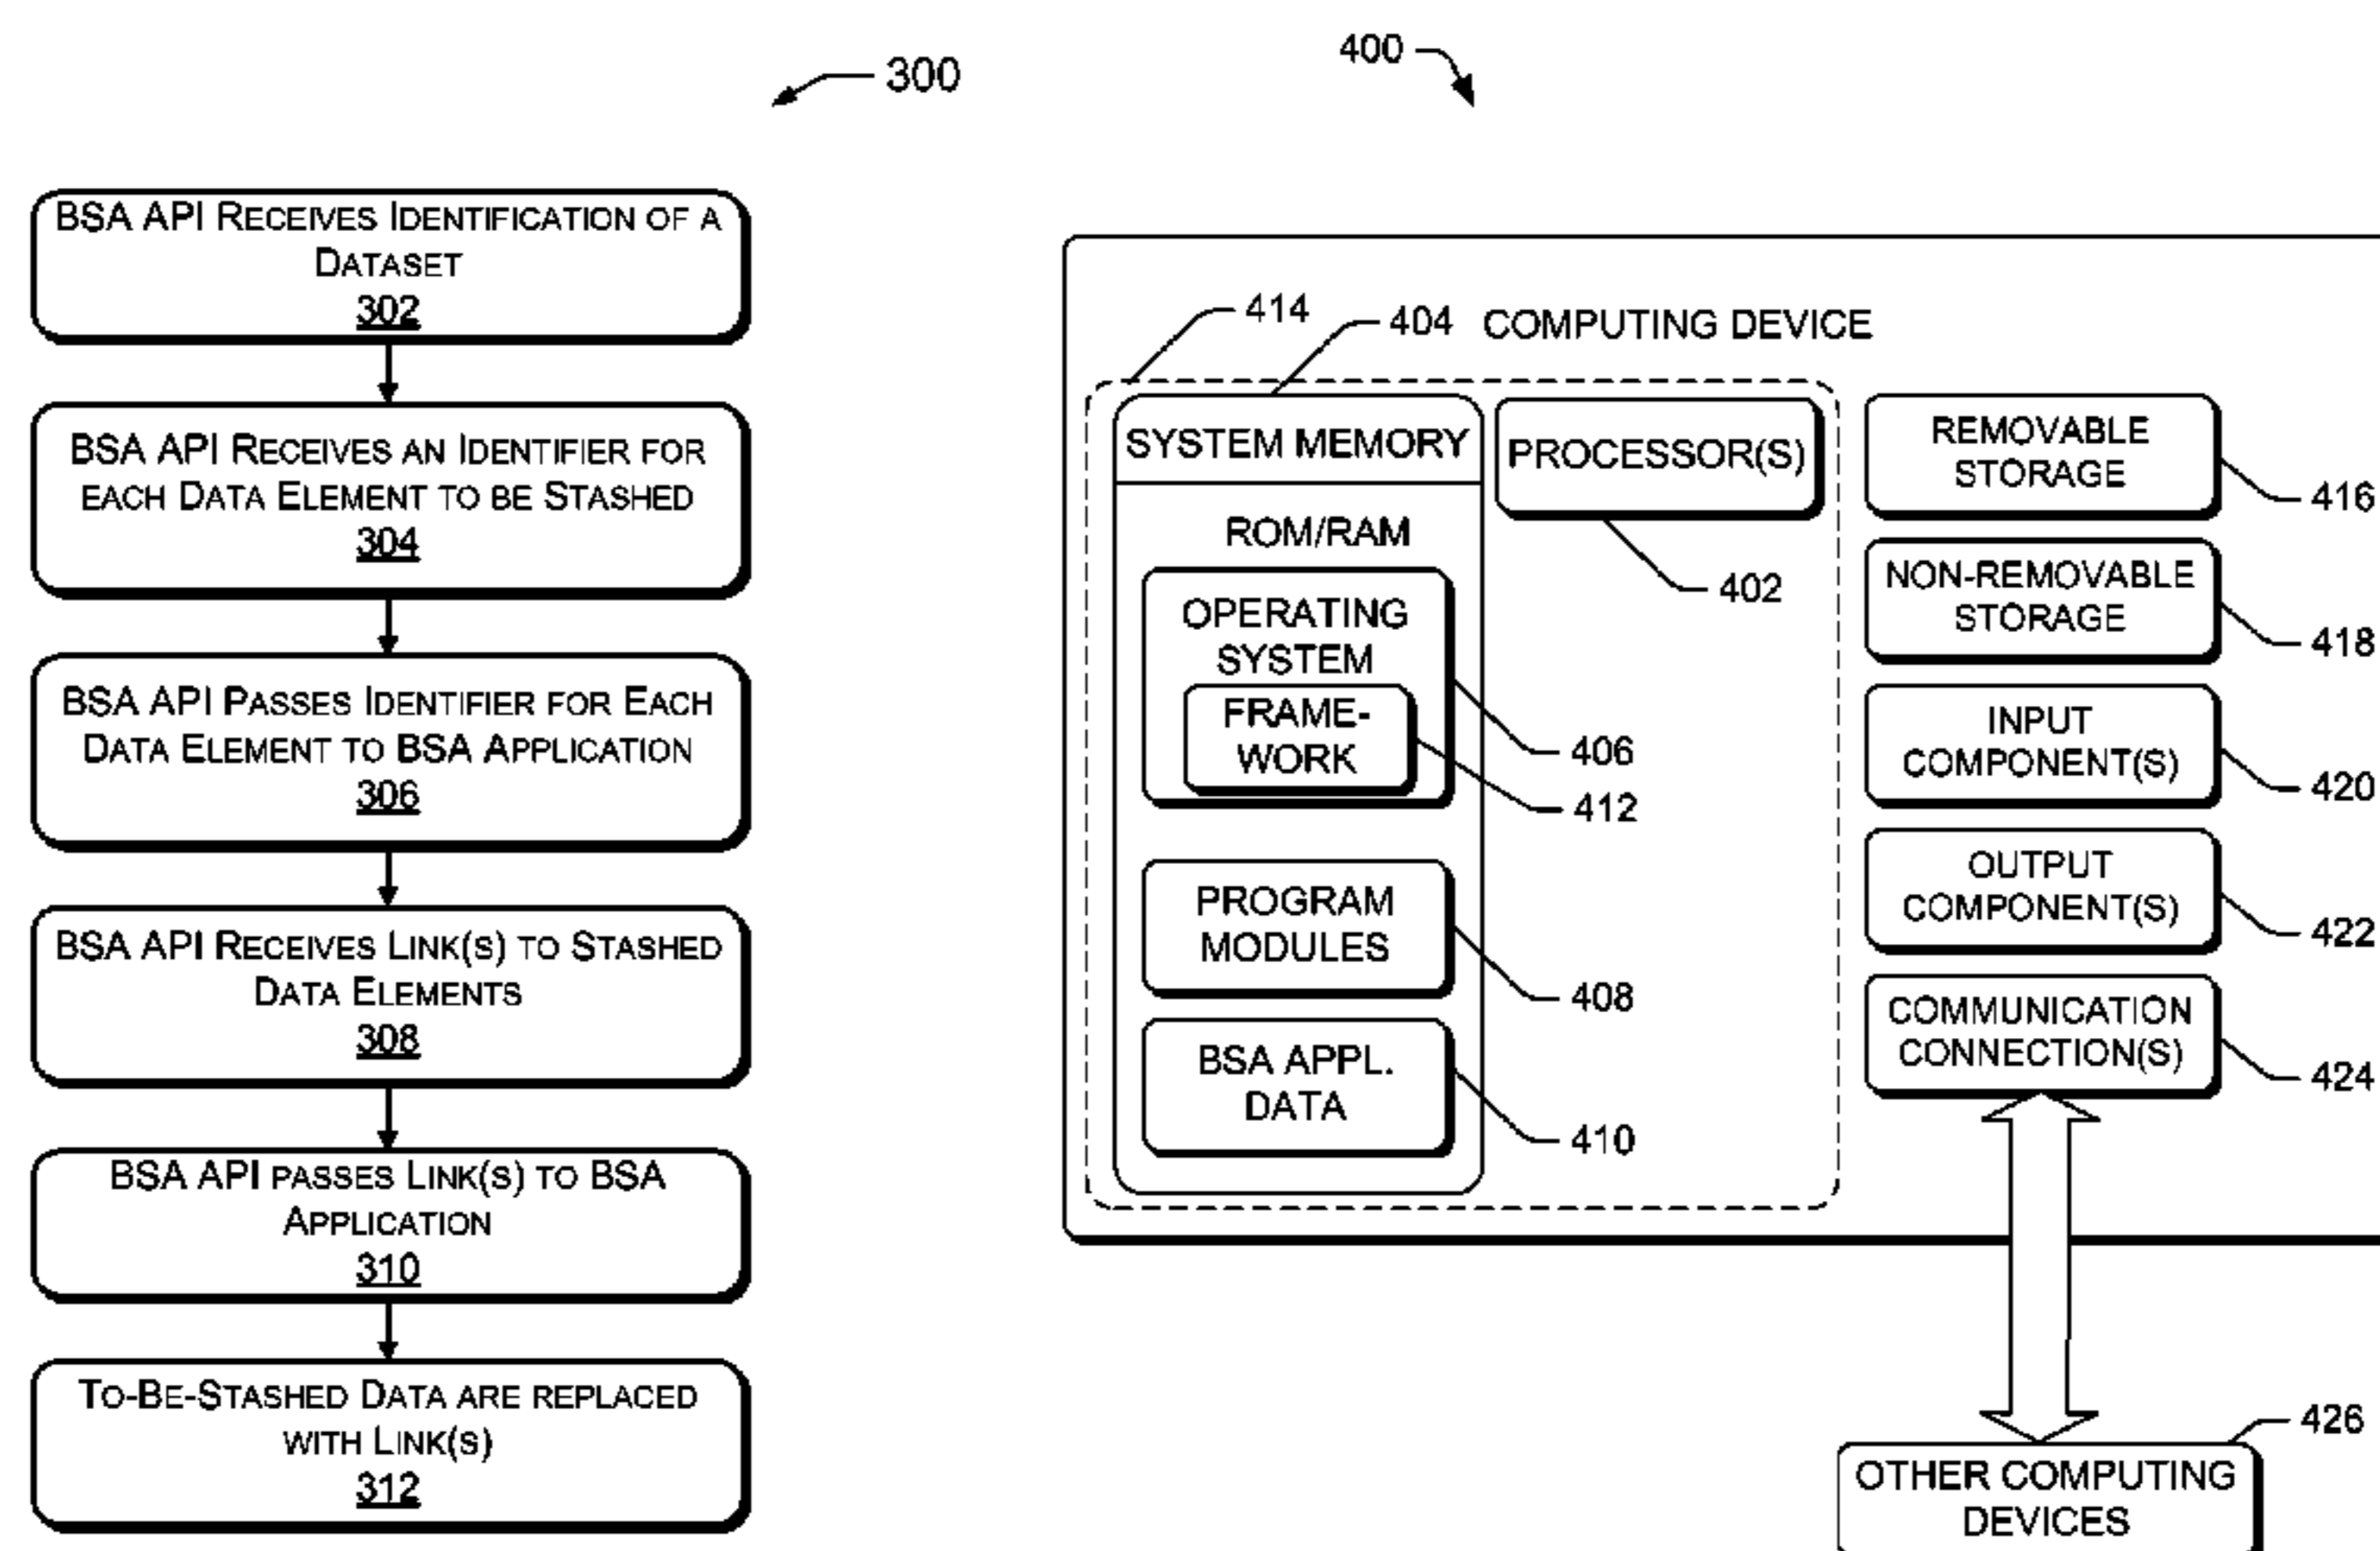 300
BSA API RECEIVES IDENTIFICATION OF A
DATASET
302
BSA API RECEIVES AN IDENTIFIER FOR
EACH DATA ELEMENT TO BE STASHED
304
BSA API PASSES IDENTIFIER FOR EACH
DATA ELEMENT TO BSA APPLICATION
306
BSA API RECEIVES LINK(S) TO STASHED
DATA ELEMENTS
308
BSA API PASSES LINK(S) TO BSA
APPLICATION
310
TO-BE-STASHED DATA ARE REPLACED
WITH LINK(S)
312
400
414
404
COMPUTING DEVICE
SYSTEM MEMORY
ROM/RAM
OPERATING
SYSTEM
FRAME-
WORK
406
412
PROGRAM
MODULES
408
BSA APPL.
DATA
410
PROCESSOR(S)
402
REMOVABLE
STORAGE
416
NON-REMOVABLE
STORAGE
418
INPUT
COMPONENT(S)
420
OUTPUT
COMPONENT(S)
422
COMMUNICATION
CONNECTION(S)
424
426
OTHER COMPUTING
DEVICES